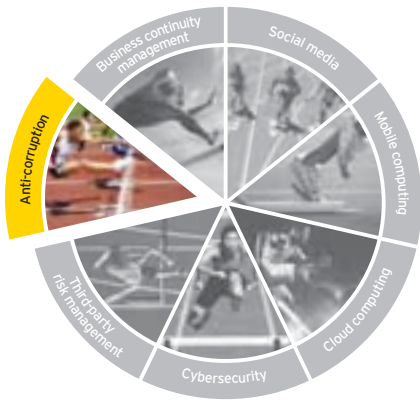 Business continuity
management
Social media
Mobile computing
Cloud computing
Cybersecurity
Third-party
risk management
Anti-corruption